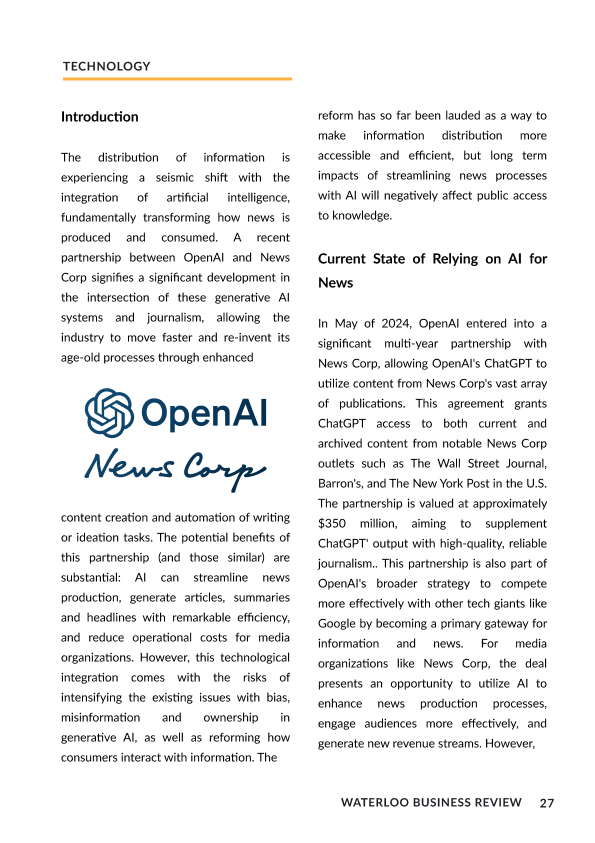 TECHNOLOGY
Introduction
The distribution of information is
experiencing a seismic shift with the
integration of artificial intelligence,
fundamentally transforming how news is
produced and consumed. A recent
partnership between OpenAI and News
Corp signifies a significant development in
the intersection of these generative AI
systems and journalism, allowing the
industry to move faster and re-invent its
age-old processes through enhanced
OpenAI
News Corp
content creation and automation of writing
or ideation tasks. The potential benefits of
this partnership (and those similar) are
substantial: AI can streamline news
production, generate articles, summaries
and headlines with remarkable efficiency,
and reduce operational costs for media
organizations. However, this technological
integration comes with the risks of
intensifying the existing issues with bias,
misinformation and ownership in
generative AI, as well as reforming how
consumers interact with information. The
reform has so far been lauded as a way to
make information distribution more
accessible and efficient, but long term
impacts of streamlining news processes
with AI will negatively affect public access
to knowledge.
Current State of Relying on AI for
News
In May of 2024, OpenAI entered into a
significant multi-year partnership with
News Corp, allowing OpenAI's ChatGPT to
utilize content from News Corp's vast array
of publications. This agreement grants
ChatGPT access to both current and
archived content from notable News Corp
outlets such as The Wall Street Journal,
Barron's, and The New York Post in the U.S.
The partnership is valued at approximately
$350 million, aiming to supplement
ChatGPT' output with high-quality, reliable
journalism.. This partnership is also part of
OpenAI's broader strategy to compete
more effectively with other tech giants like
Google by becoming a primary gateway for
information and news. For media
organizations like News Corp, the deal
presents an opportunity to utilize AI to
enhance news production processes,
engage audiences more effectively, and
generate new revenue streams. However,
WATERLOO BUSINESS REVIEW 27